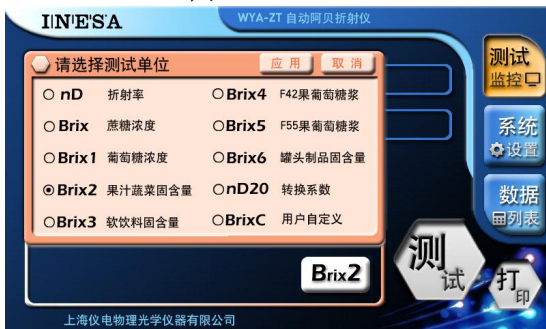 INESA
WYA-ZT 自动阿贝折射仪
请选择测试单位
应 用
取 消
nD 折射率
Brix4 F42果葡萄糖浆
Brix 蔗糖浓度
Brix5 F55果葡萄糖浆
Brix1 葡萄糖浓度
Brix6 罐头制品固含量
Brix2 果汁蔬菜固含量
nD20 转换系数
Brix3 软饮料固含量
BrixC 用户自定义
Brix2
测试
监控
系统
设置
数据
列表
测试
打印
上海仪电物理光学仪器有限公司